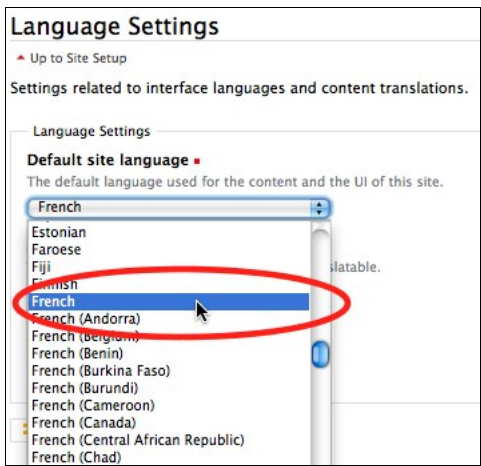 Language Settings
Up to Site Setup
Settings related to interface languages and content translations.
Language Settings
Default site language
The default language used for the content and the UI of this site.
French
Estonian
Faroese
Fiji
slatable.
Finnish
French
French (Andorra)
French (Belgium)
French (Benin)
French (Burkina Faso)
French (Burundi)
French (Cameroon)
French (Canada)
French (Central African Republic)
French (Chad)